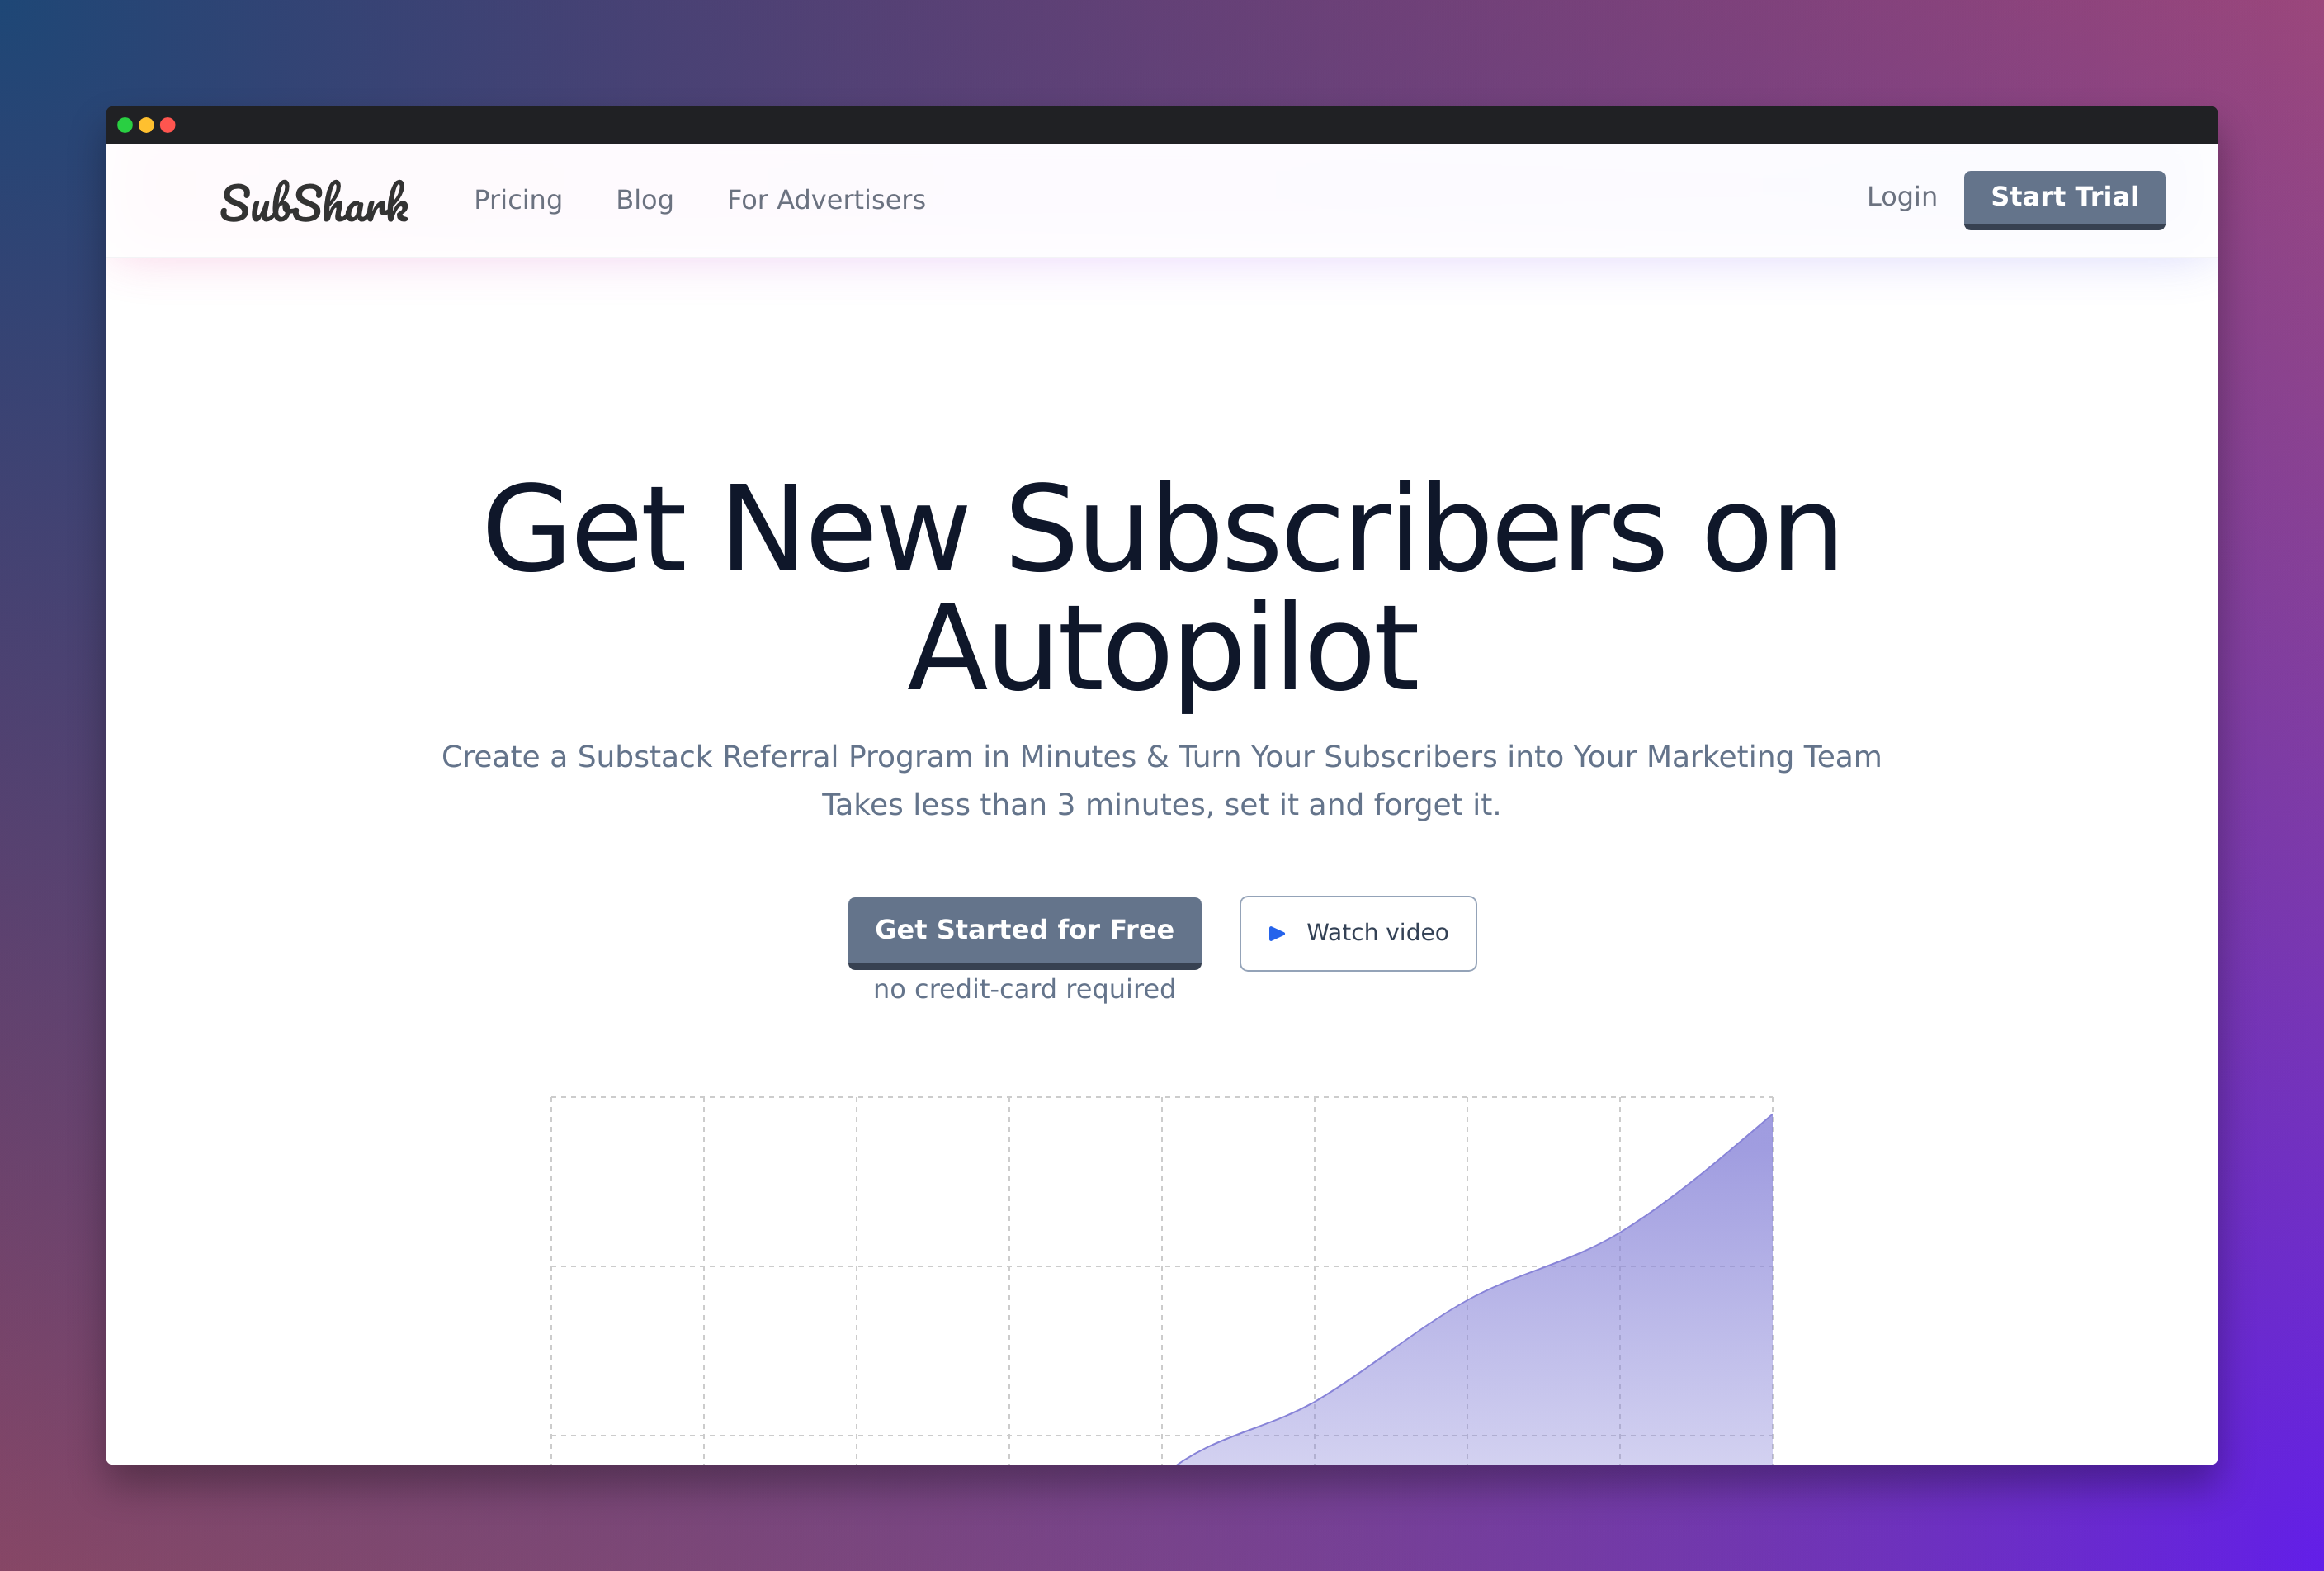 SubShark
Pricing
Blog
For Advertisers
Login
Start Trial
Get New Subscribers on
Autopilot
Create a Substack Referral Program in Minutes & Turn Your Subscribers into Your Marketing Team
Takes less than 3 minutes, set it and forget it.
Get Started for Free
Watch video
no credit-card required